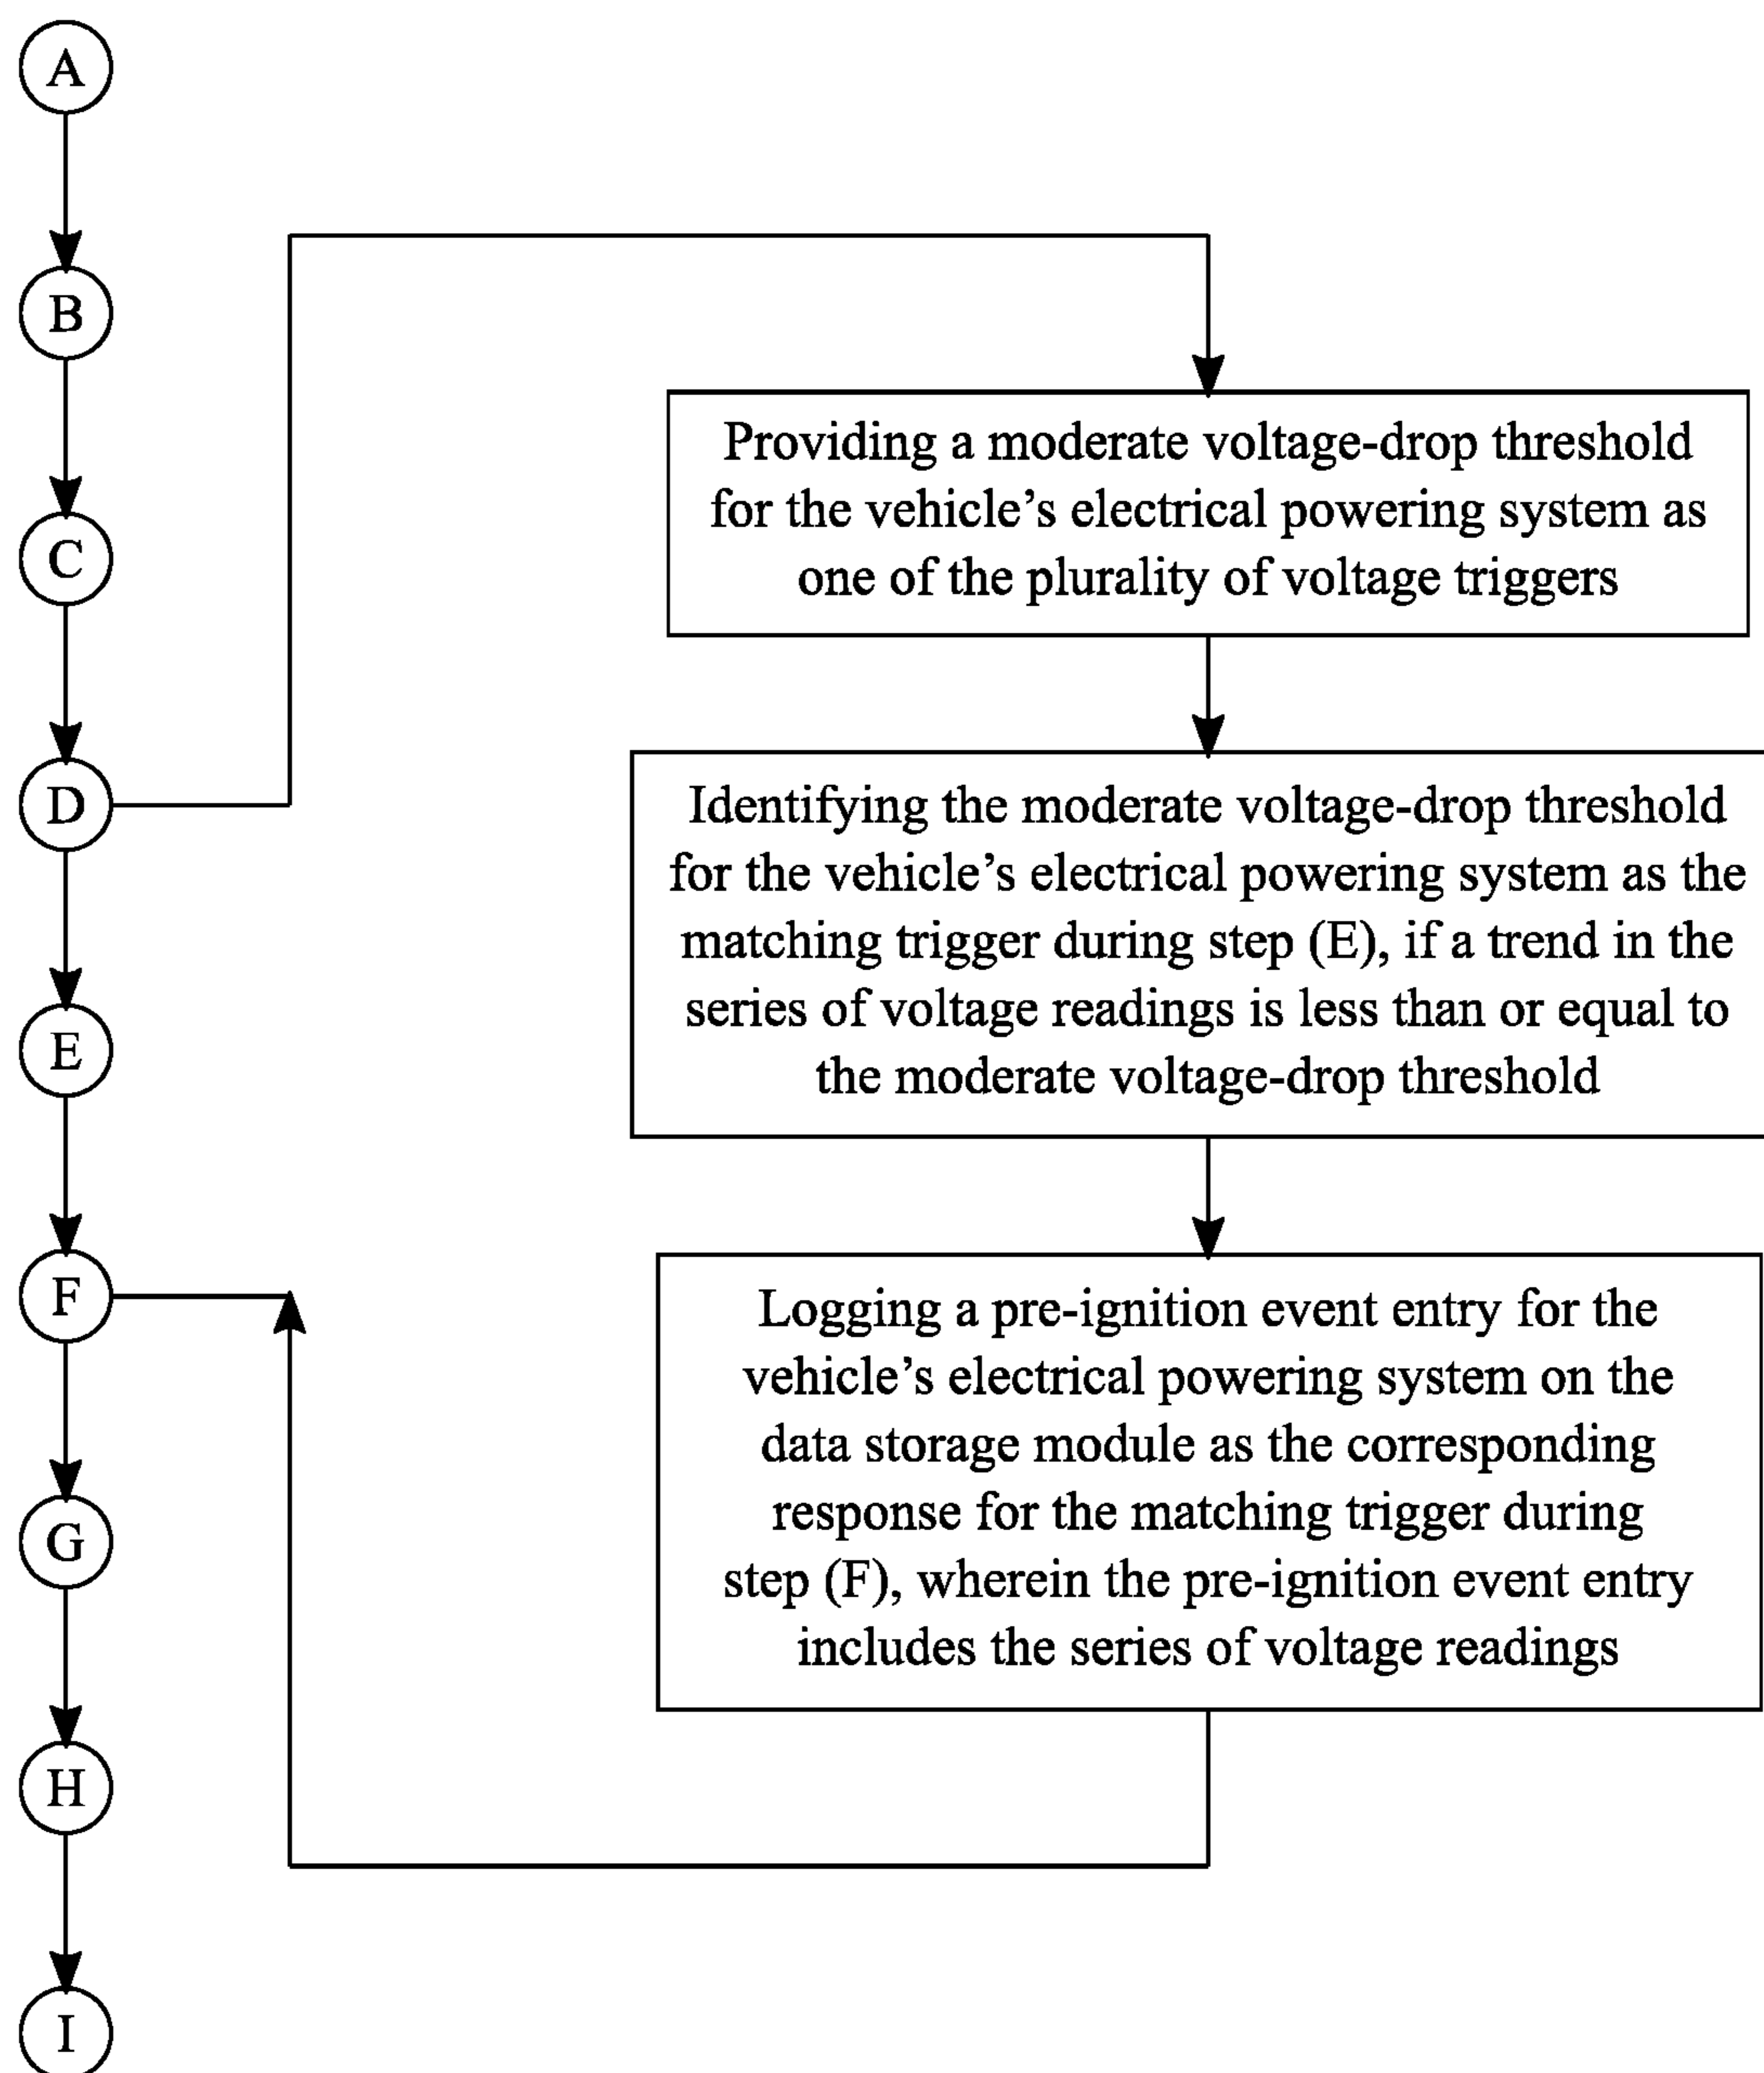 A
B
C
D
E
F
G
H
I
Providing a moderate voltage-drop threshold
for the vehicle’s electrical powering system as
one of the plurality of voltage triggers
Identifying the moderate voltage-drop threshold
for the vehicle’s electrical powering system as the
matching trigger during step (E), if a trend in the
series of voltage readings is less than or equal to
the moderate voltage-drop threshold
Logging a pre-ignition event entry for the
vehicle’s electrical powering system on the
data storage module as the corresponding
response for the matching trigger during
step (F), wherein the pre-ignition event entry
includes the series of voltage readings